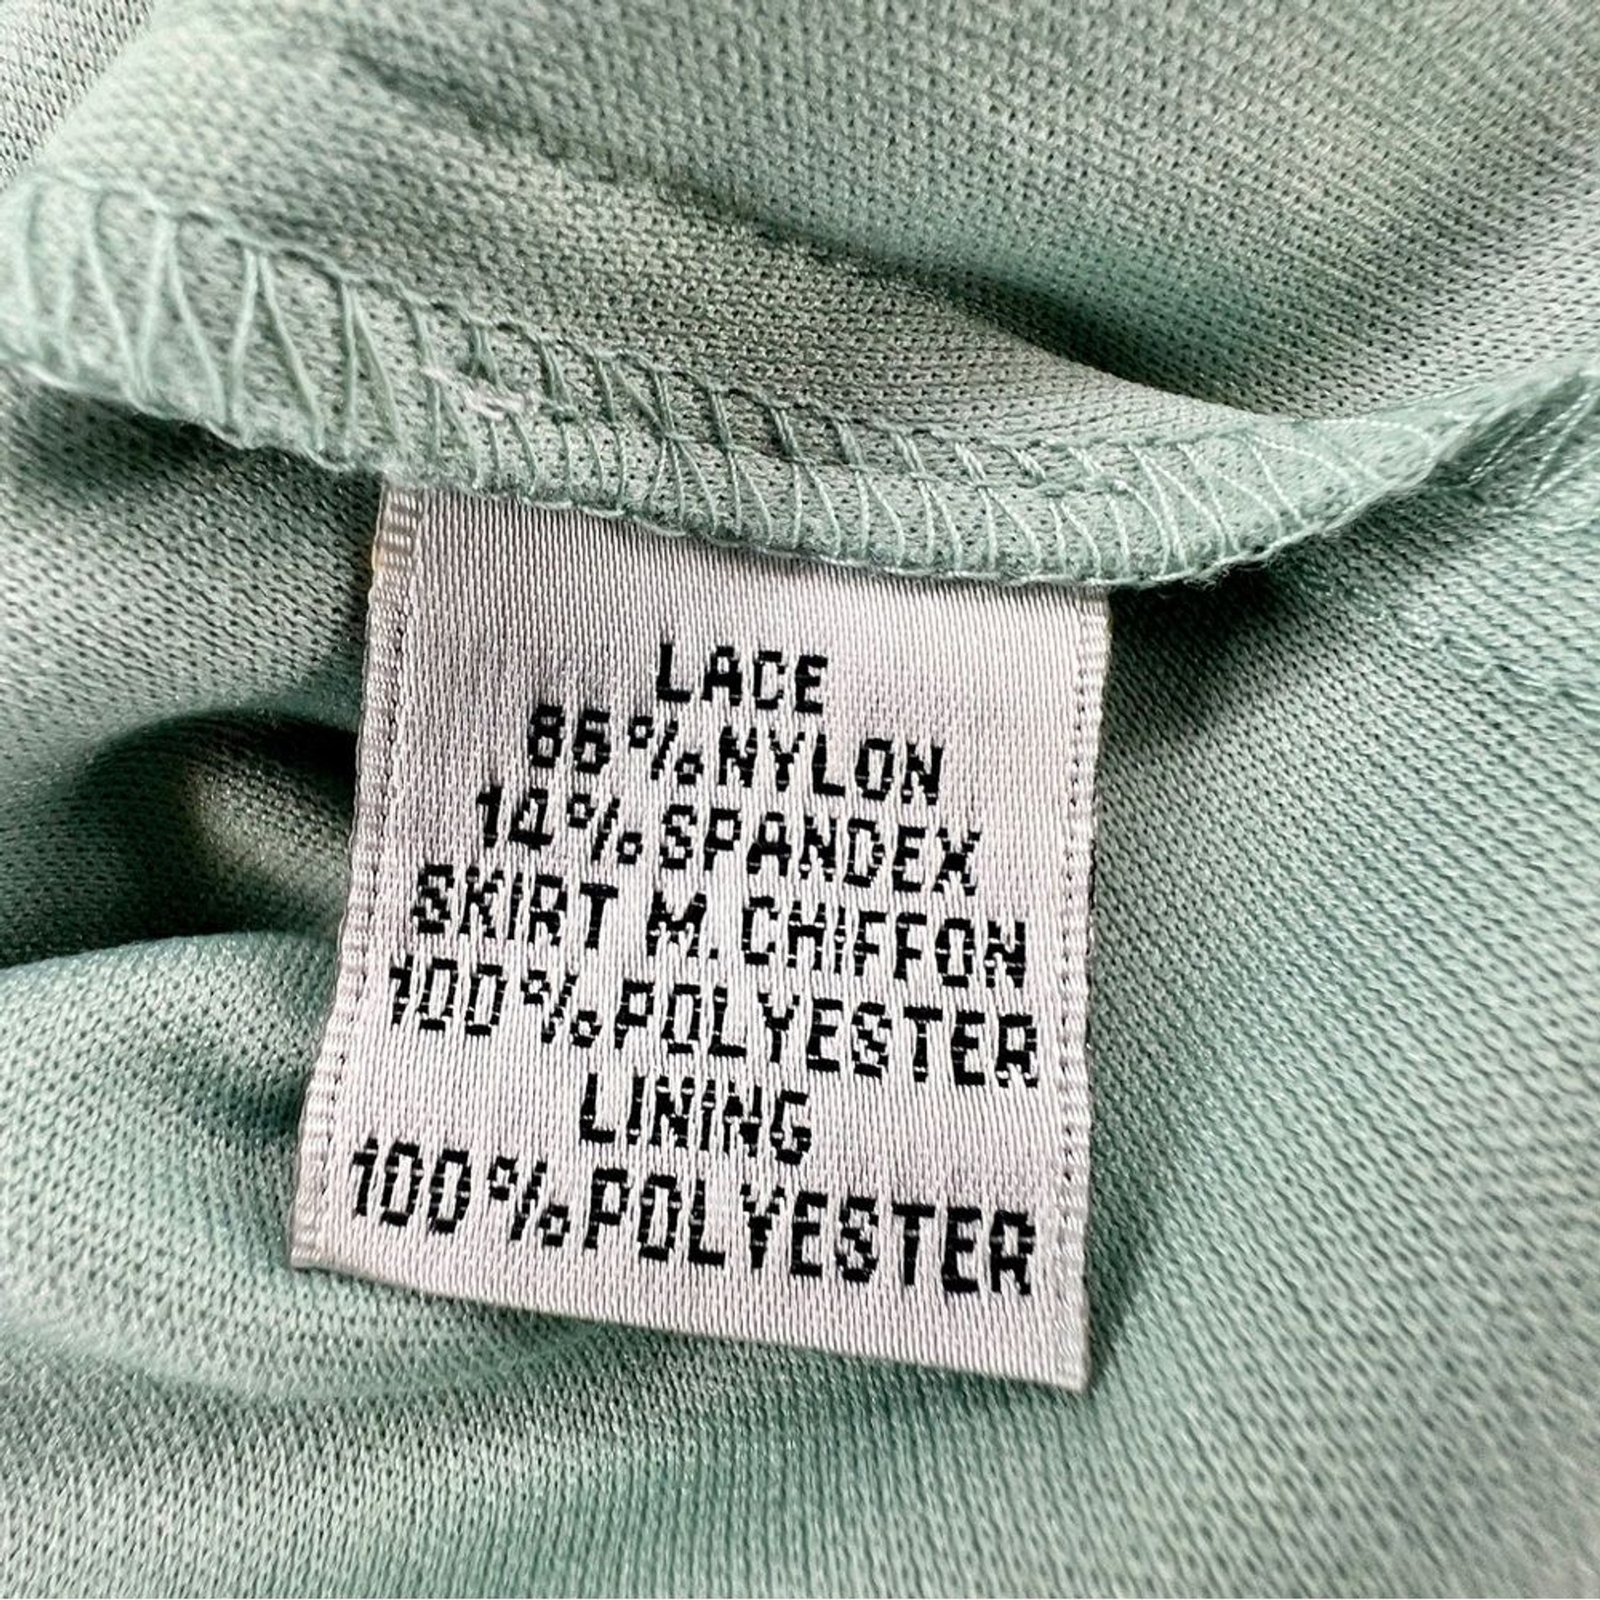 LACE
86%NYLON
14%SPANDEX
SKIRT M.CHIFFON
100%POLYESTER
LINING
100%POLYESTER